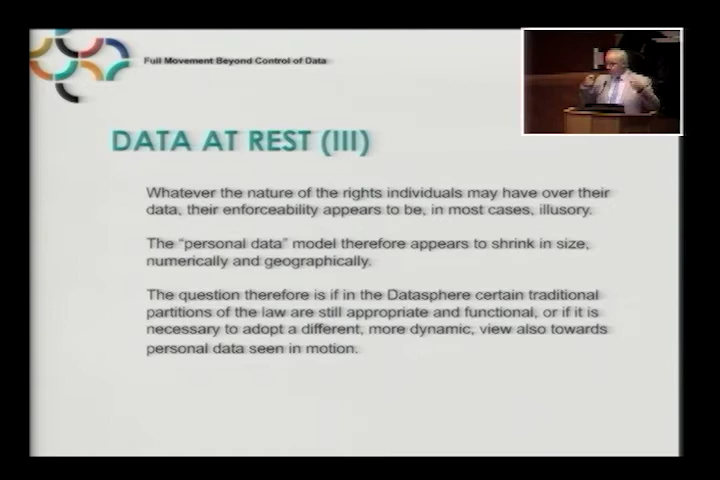 Full Movement Beyond Control of Data
DATA AT REST (III)
Whatever the nature of the rights individuals may have over their
data, their enforceability appears to be, in most cases, illusory.
The "personal data" model therefore appears to shrink in size,
numerically and geographically.
The question therefore is if in the Datasphere certain traditional
partitions of the law are still appropriate and functional, or if it is
necessary to adopt a different, more dynamic, view also towards
personal data seen in motion.